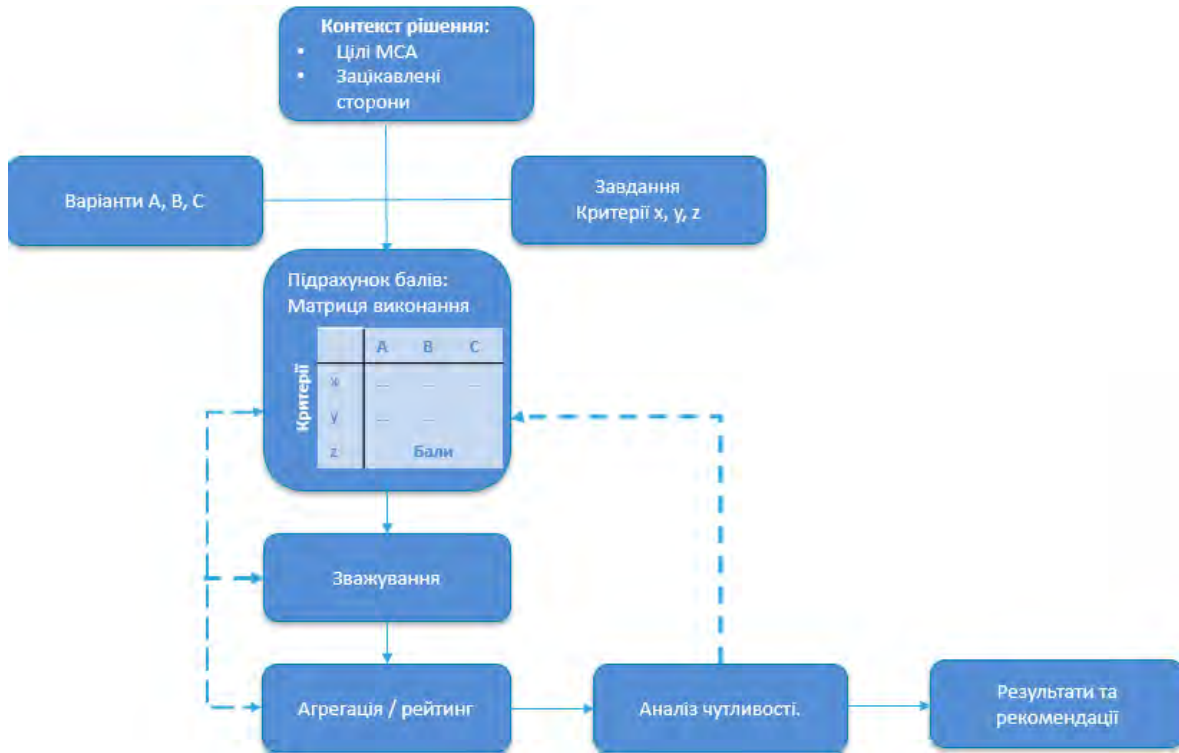 Контекст рішення:
• Цілі МСА
• Зацікавлені
сторони
Варіанти А, В, С
Завдання
Критерії x, y, z
Підрахунок балів:
Матриця виконання
Критерії
A B C
x ... ... ...
y ... ...
z Бали
Зважування
Агрегація / рейтинг
Аналіз чутливості.
Результати та
рекомендації